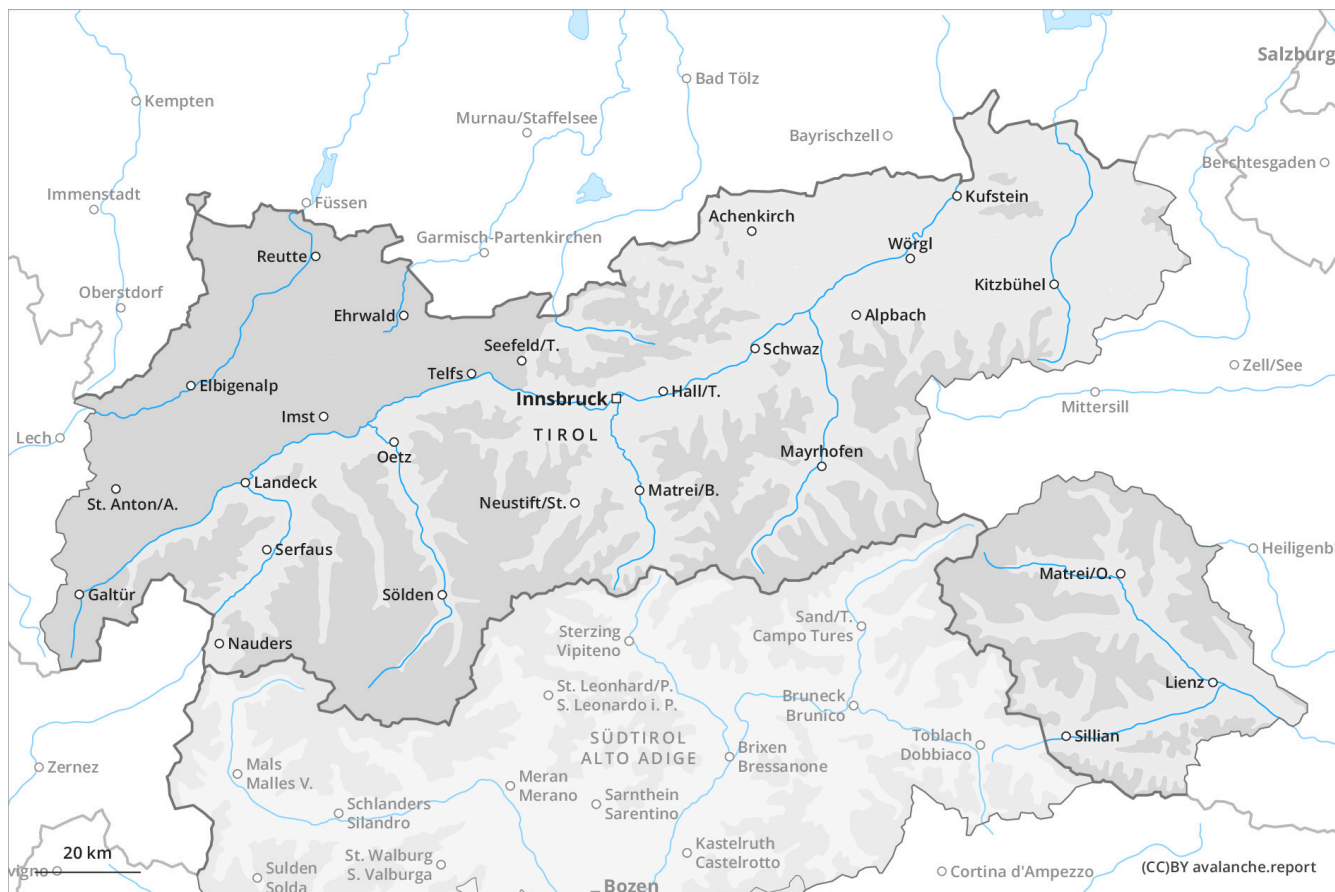 Salzburg
Kempten
Bad Tölz
Murnau/Staffelsee
Bayrischzell
Berchtesgaden
Immenstadt
Füssen
Kufstein
Achenkirch
Garmisch-Partenkirchen
Wörgl
Reutte
Oberstdorf
Kitzbühel
Ehrwald
Alpbach
Seefeld/T.
Schwaz
Telfs
Zell/See
Elbigenalp
Innsbruck
Hall/T.
Mittersill
Imst
TIROL
Lech
Oetz
Mayrhofen
Landeck
St. Anton/A.
Neustift/St.
Matrei/B.
Serfaus
Heiligenb
Matrei/O.
Galtür
Sölden
Sand/T.
Campo Tures
Sterzing
Vipiteno
Nauders
Lienz
St. Leonhard/P.
S. Leonardo i. P.
Bruneck
Brunico
Sillian
SÜDTIROL
ALTO ADIGE
Toblach
Dobbiaco
Brixen
Bressanone
Zernez
Mals
Malles V.
Meran
Merano
Schlanders
Silandro
Sarnthein
Sarentino
Kastelruth
Castelrotto
20 km
St. Walburg
S. Valburga
vigno
Sulden
Solda
Cortina d'Ampezzo
(CC)BY avalanche.report
Bozen